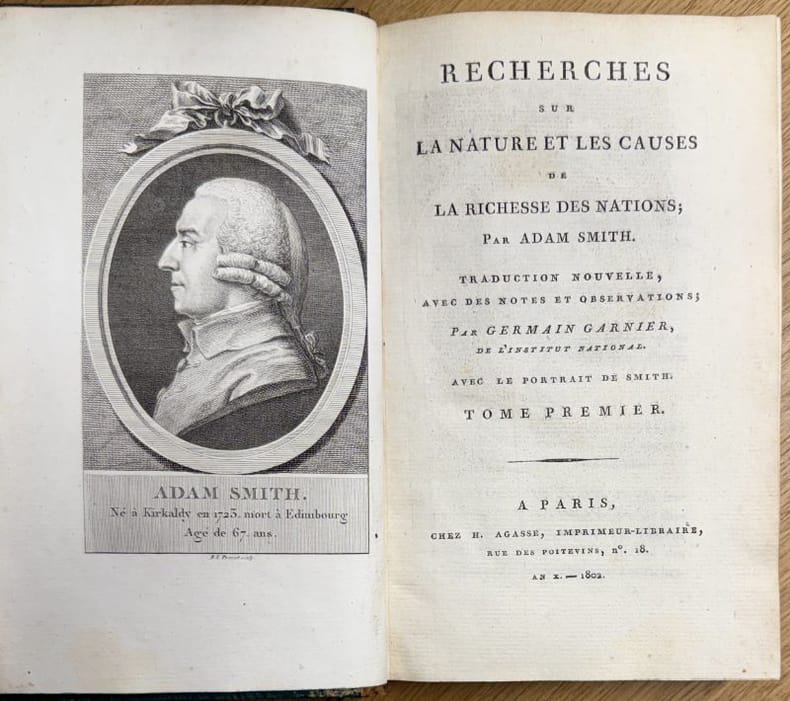 ADAM SMITH.
Né à Kirkaldy en 1723. mort à Edimbourg
Agé de 67. ans.
RECHERCHES
SUR
LA NATURE ET LES CAUSES
DE
LA RICHESSE DES NATIONS;
PAR ADAM SMITH.
TRADUCTION NOUVELLE,
AVEC DES NOTES ET OBSERVATIONS;
PAR GERMAIN GARNIER,
DE L'INSTITUT NATIONAL.
AVEC LE PORTRAIT DE SMITH.
TOME PREMIER.
A PARIS,
CHEZ H. AGASSE, IMPRIMEUR-LIBRAIRE,
RUE DES POITEVINS, nº. 18.
AN X. — 1802.